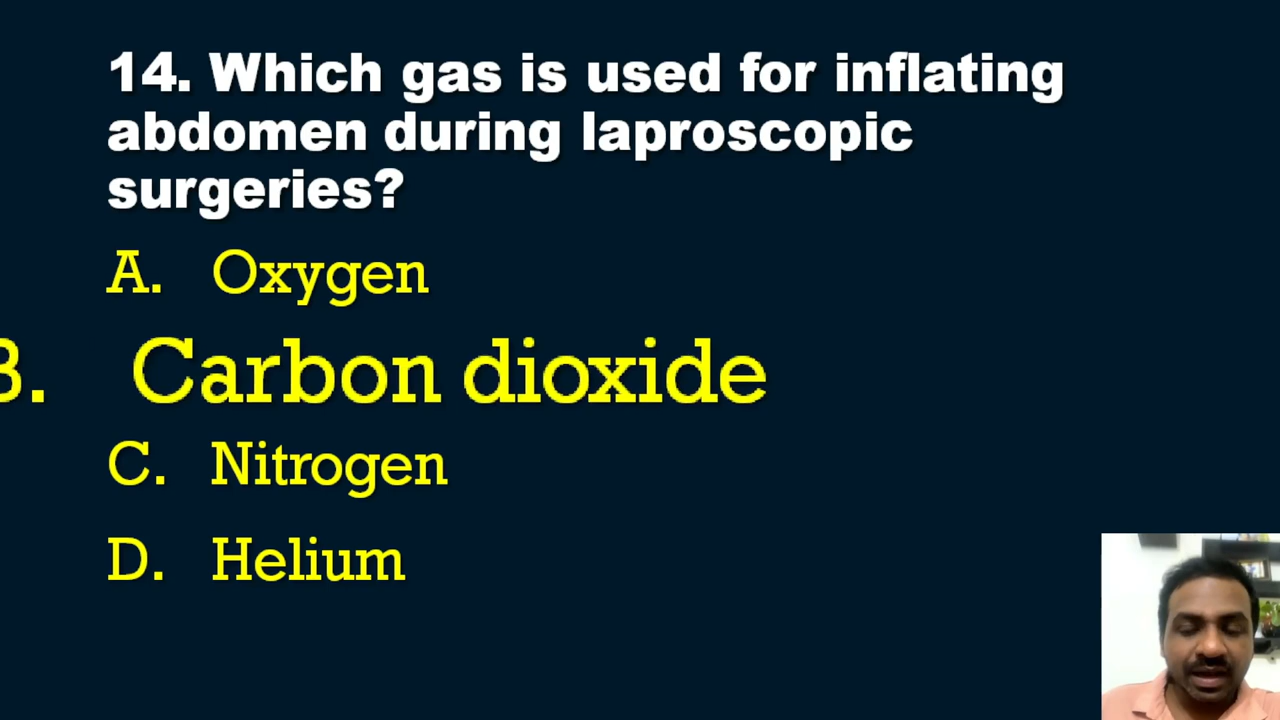 14. Which gas is used for inflating
abdomen during laproscopic
surgeries?
A. Oxygen
B. Carbon dioxide
C. Nitrogen
D. Helium